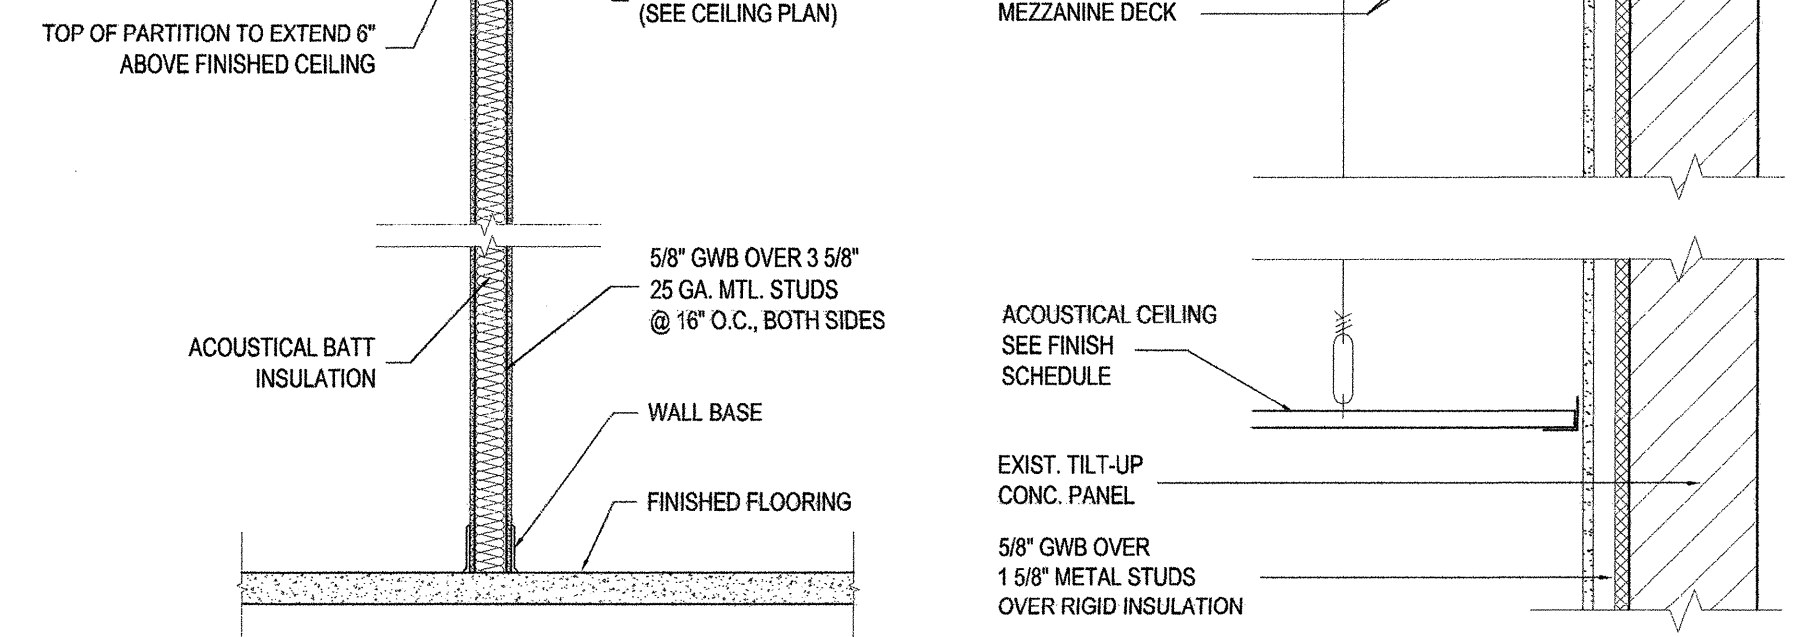 TOP OF PARTITION TO EXTEND 6"
ABOVE FINISHED CEILING
(SEE CEILING PLAN)
5/8" GWB OVER 3 5/8"
25 GA. MTL. STUDS
@ 16" O.C., BOTH SIDES
ACOUSTICAL BATT
INSULATION
WALL BASE
FINISHED FLOORING
MEZZANINE DECK
ACOUSTICAL CEILING
SEE FINISH
SCHEDULE
EXIST. TILT-UP
CONC. PANEL
5/8" GWB OVER
1 5/8" METAL STUDS
OVER RIGID INSULATION